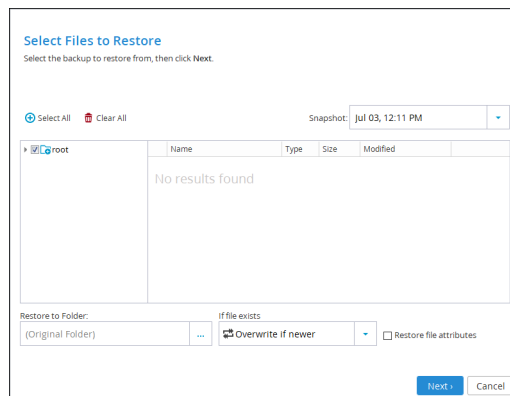 Select Files to Restore
Select the backup to restore from, then click Next.
Select All Clear All Snapshot: Jul 03, 12:11 PM
root
Name Type Size Modified
No results found
Restore to Folder: If file exists
(Original Folder) ... Overwrite if newer Restore file attributes
Next › Cancel